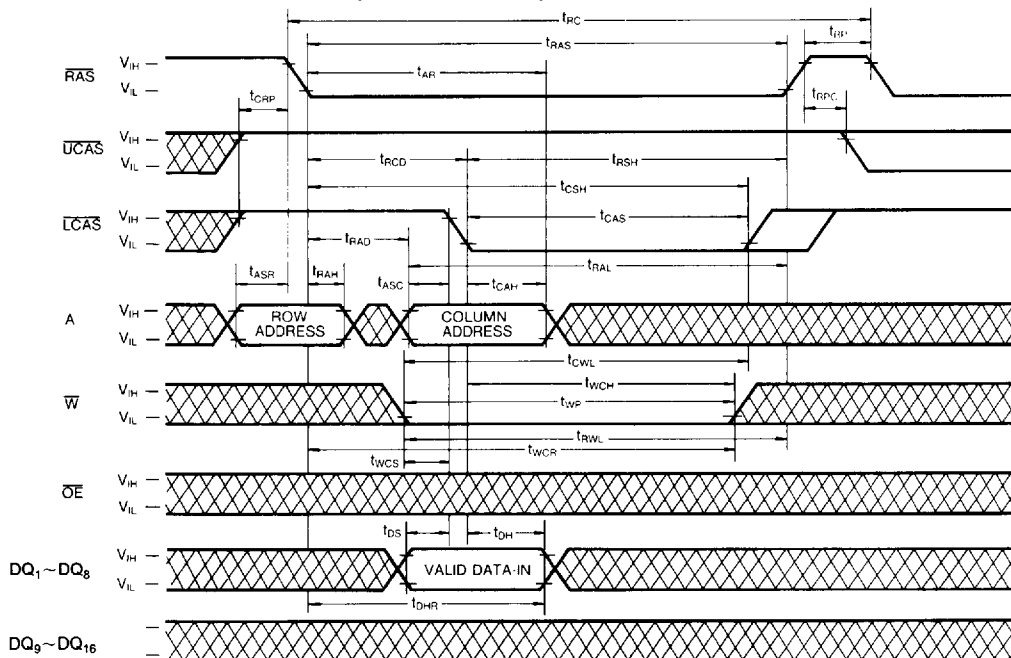 tRC
tRAS
tRP
tAR
RAS
VIH
VIL
tCRP
tRPC
UCAS
VIH
VIL
tRCD
tRSH
tCSH
LCAS
VIH
VIL
tCAS
tRAD
tRAL
tASR
tRAH
tASC
tCAH
A
VIH
VIL
ROW ADDRESS
COLUMN ADDRESS
tCWL
W
VIH
VIL
tWCH
tWP
tRWL
tWCR
tWCS
OE
VIH
VIL
tDS
tDH
DQ1~DQ8
VIH
VIL
VALID DATA-IN
tDHR
DQ9~DQ16